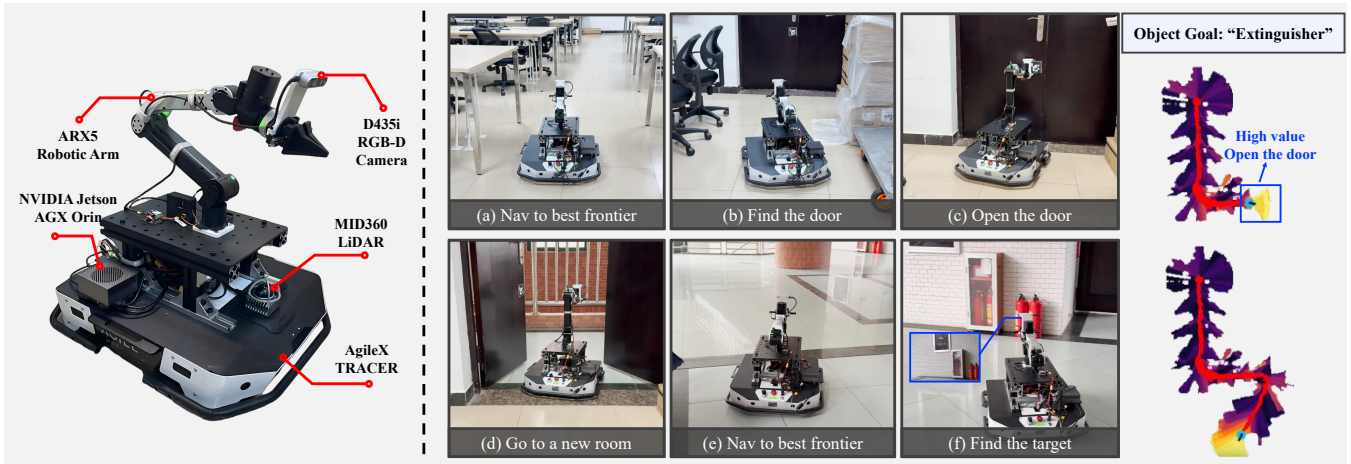 ARX5
Robotic Arm
D435i
RGB-D
Camera
NVIDIA Jetson
AGX Orin
MID360
LiDAR
AgileX
TRACER
(a) Nav to best frontier
(b) Find the door
(c) Open the door
(d) Go to a new room
(e) Nav to best frontier
(f) Find the target
Object Goal: “Extinguisher”
High value
Open the door